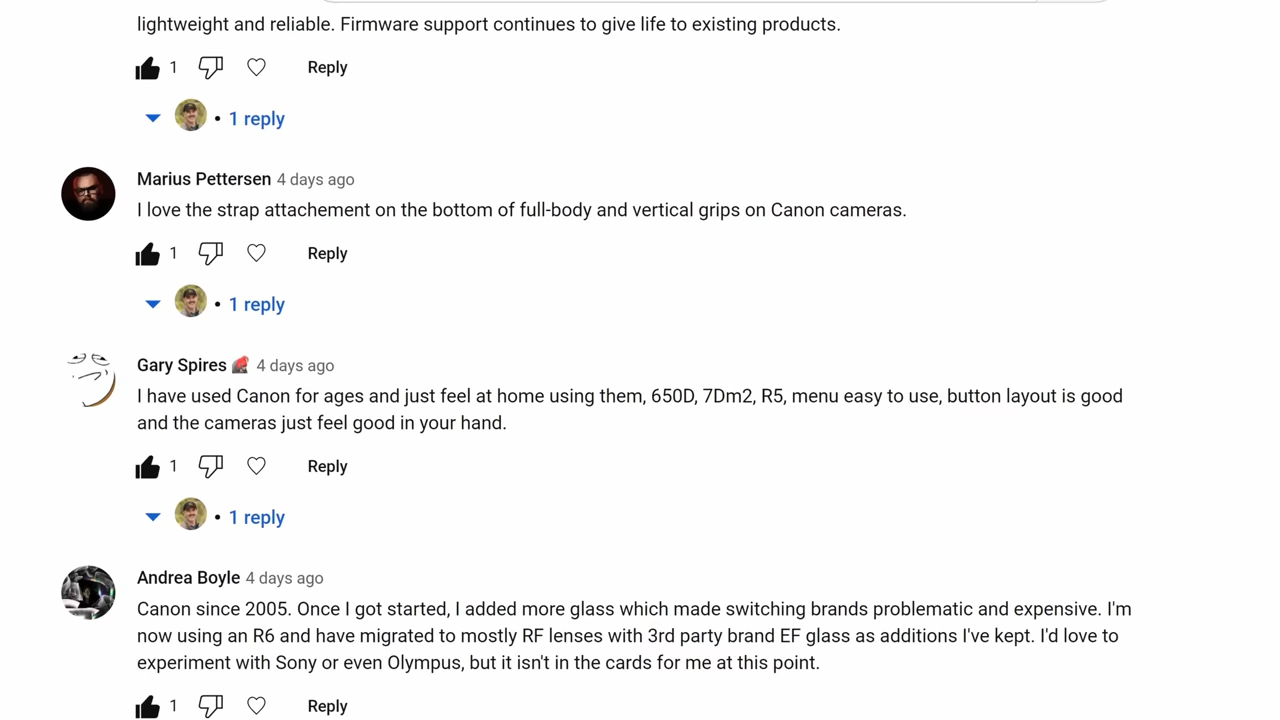 lightweight and reliable. Firmware support continues to give life to existing products.
1 Reply
• 1 reply
Marius Pettersen 4 days ago
I love the strap attachement on the bottom of full-body and vertical grips on Canon cameras.
1 Reply
• 1 reply
Gary Spires 4 days ago
I have used Canon for ages and just feel at home using them, 650D, 7Dm2, R5, menu easy to use, button layout is good
and the cameras just feel good in your hand.
1 Reply
• 1 reply
Andrea Boyle 4 days ago
Canon since 2005. Once I got started, I added more glass which made switching brands problematic and expensive. I'm
now using an R6 and have migrated to mostly RF lenses with 3rd party brand EF glass as additions I've kept. I'd love to
experiment with Sony or even Olympus, but it isn't in the cards for me at this point.
1 Reply